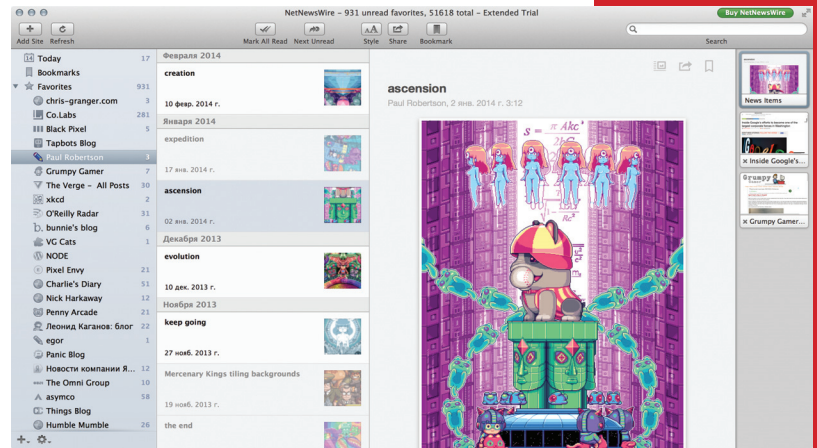 NetNewsWire – 931 unread favorites, 51618 total – Extended Trial
Buy NetNewsWire
Add Site Refresh
Mark All Read Next Unread
Style Share Bookmark
Search
Today 17
Bookmarks
Favorites 931
chris-granger.com 3
Co.Labs 281
Black Pixel 5
Tapbots Blog
Paul Robertson 3
Grumpy Gamer 7
The Verge – All Posts 30
xkcd 2
O'Reilly Radar 31
bunnie's blog 6
VG Cats 1
NODE
Pixel Envy 21
Charlie's Diary 51
Nick Harkaway 12
Penny Arcade 21
Леонид Каганов: блог 22
egor 1
Panic Blog
Новости компании Я... 12
The Omni Group 10
asymco 58
Things Blog
Humble Mumble 26
Февраля 2014
creation
10 февр. 2014 г.
Января 2014
expedition
17 янв. 2014 г.
ascension
02 янв. 2014 г.
Декабря 2013
evolution
10 дек. 2013 г.
Ноября 2013
keep going
27 нояб. 2013 г.
Mercenary Kings tiling backgrounds
19 нояб. 2013 г.
the end
ascension
Paul Robertson, 2 янв. 2014 г. 3:12
News Items
× Inside Google's...
Grumpy
× Grumpy Gamer...